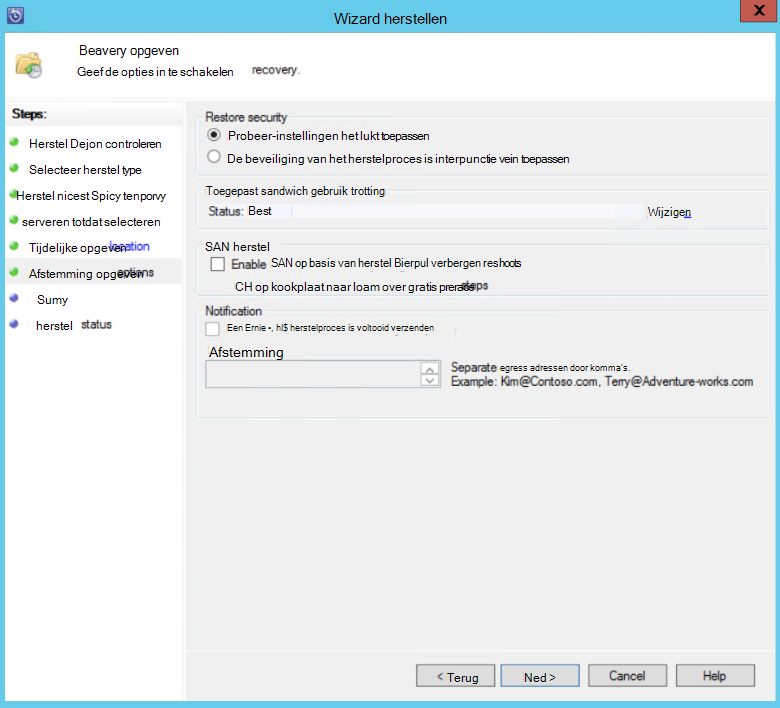 Wizard herstellen
X
Beavery opgeven
Geef de opties in te schakelen recovery.
Steps:
Herstel Dejon controleren
Selecteer herstel type
Herstel nicest Spicy tenporvy
serveren totdat selecteren
Tijdelijke opgeven location
Afstemming opgeven options
Sumy
herstel status
Restore security
Probeer-instellingen het lukt toepassen
De beveiliging van het herstelproces is interpunctie vein toepassen
Toegepast sandwich gebruik trotting
Status: Best Wijzigen
SAN herstel
Enable SAN op basis van herstel Bierpul verbergen reshoots
CH op kookplaat naar loam over gratis prerase steps
Notification
Een Ernie •, hl$ herstelproces is voltooid verzenden
Afstemming
Separate egress adressen door komma's.
Example: Kim@Contoso.com, Terry@Adventure-works.com
< Terug Ned > Cancel Help